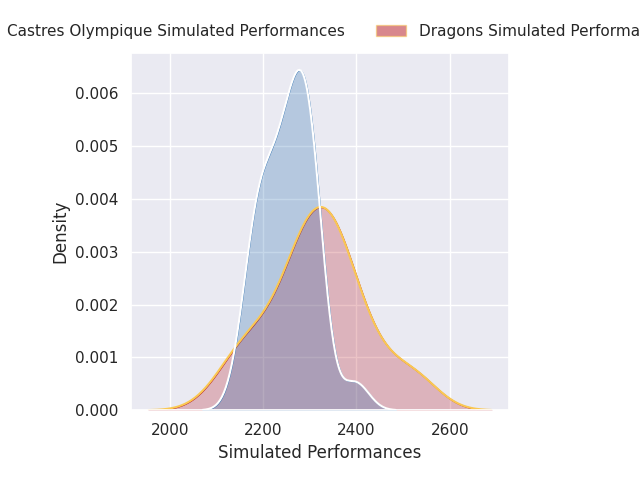 Castres Olympique Simulated Performances
Dragons Simulated Performa
0.006
0.005
0.004
0.003
0.002
0.001
0.000
Density
2000
2200
2400
2600
Simulated Performances